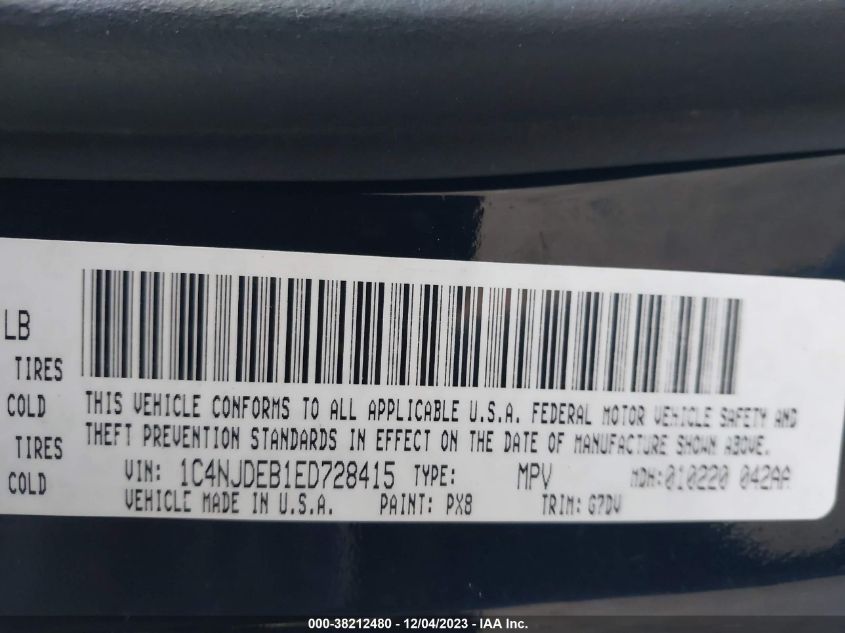 LB
TIRES
COLD
TIRES
COLD
THIS VEHICLE CONFORMS TO ALL APPLICABLE U.S.A. FEDERAL MOTOR VEHICLE SAFETY AND
THEFT PREVENTION STANDARDS IN EFFECT ON THE DATE OF MANUFACTURE SHOWN ABOVE.
VIN: 1C4NJDEB1ED728415 TYPE: MPV MDH:010220 042AA
VEHICLE MADE IN U.S.A. PAINT: PX8 TRIM: G7DV
000-38212480 - 12/04/2023 - IAA Inc.